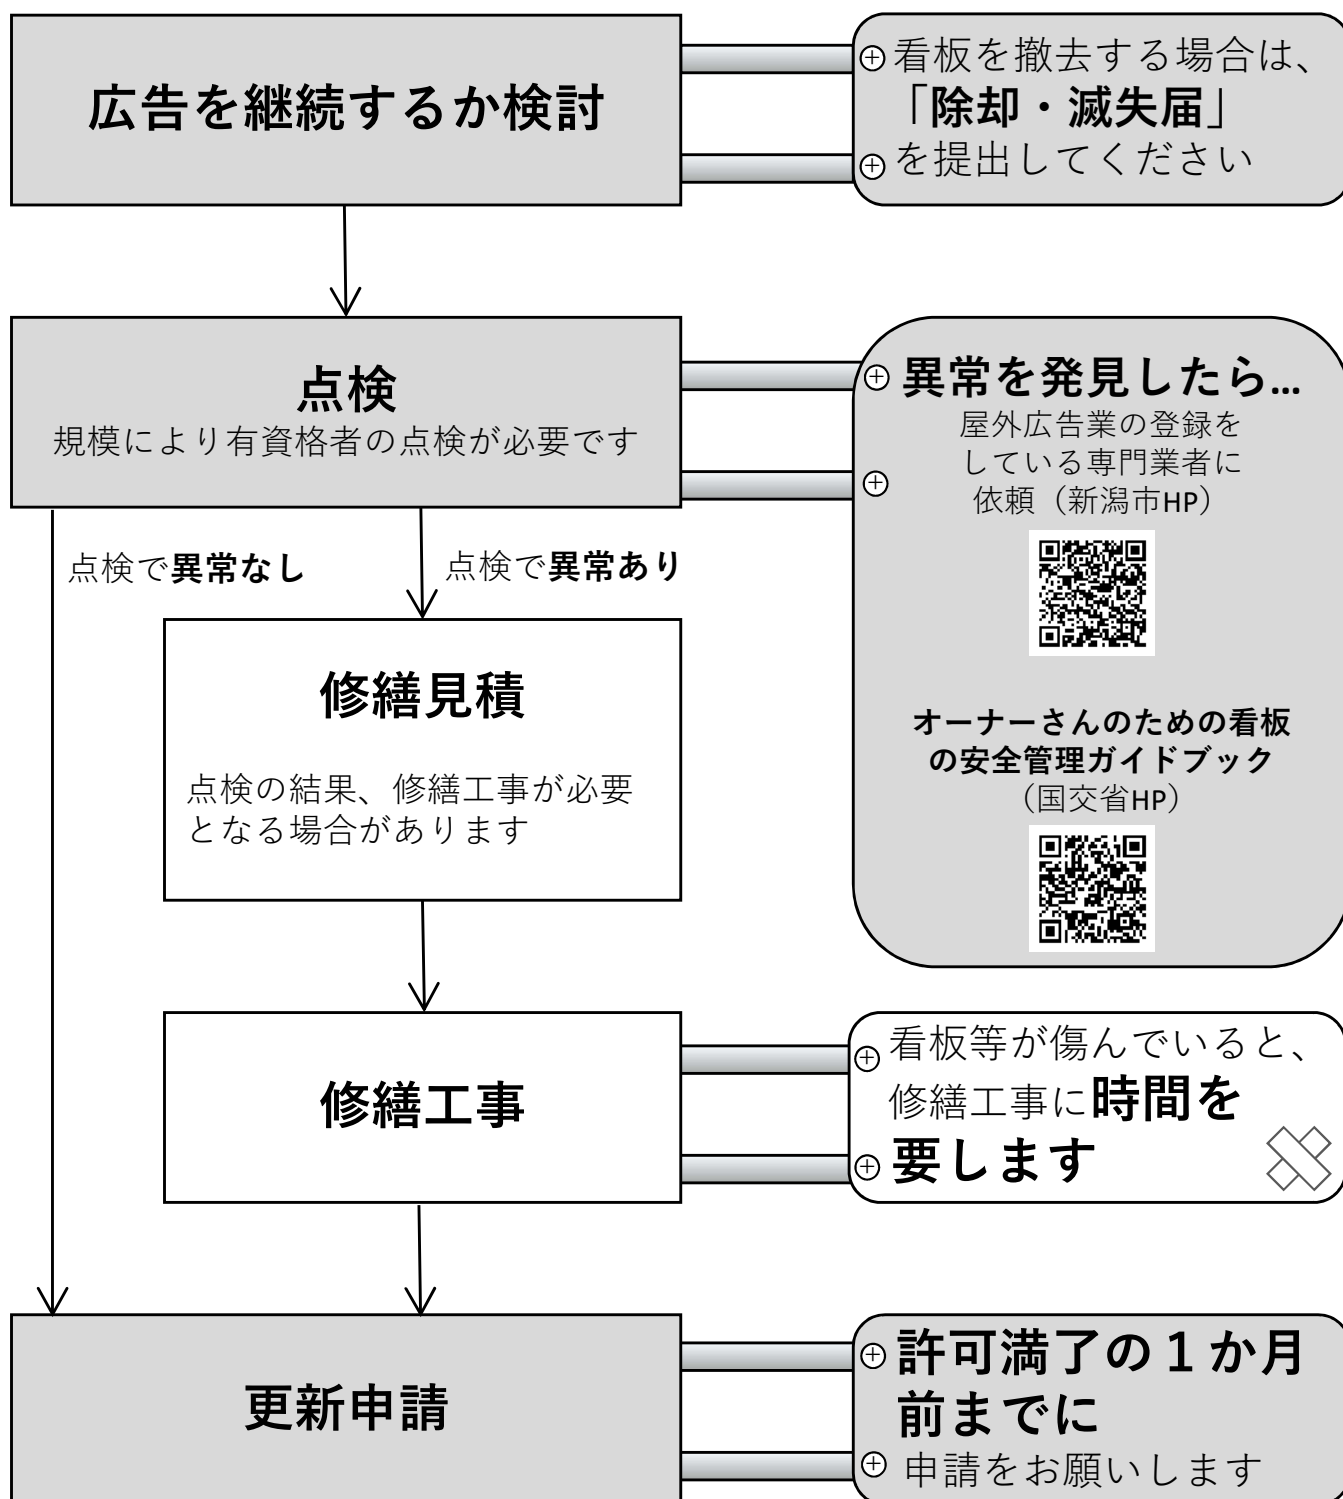 広告を継続するか検討
看板を撤去する場合は、
「除却・滅失届」
を提出してください
点検
規模により有資格者の点検が必要です
異常を発見したら…
屋外広告業の登録を
している専門業者に
依頼（新潟市HP）
オーナーさんのための看板
の安全管理ガイドブック
（国交省HP）
点検で異常なし
点検で異常あり
修繕見積
点検の結果、修繕工事が必要
となる場合があります
修繕工事
看板等が傷んでいると、
修繕工事に時間を
要します
更新申請
許可満了の１か月
前までに
申請をお願いします